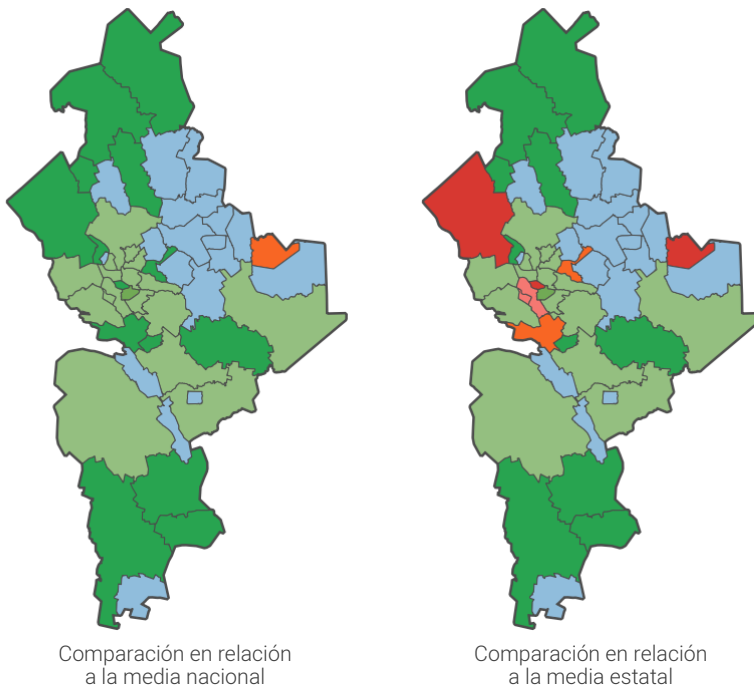 Comparación en relación
a la media nacional
Comparación en relación
a la media estatal